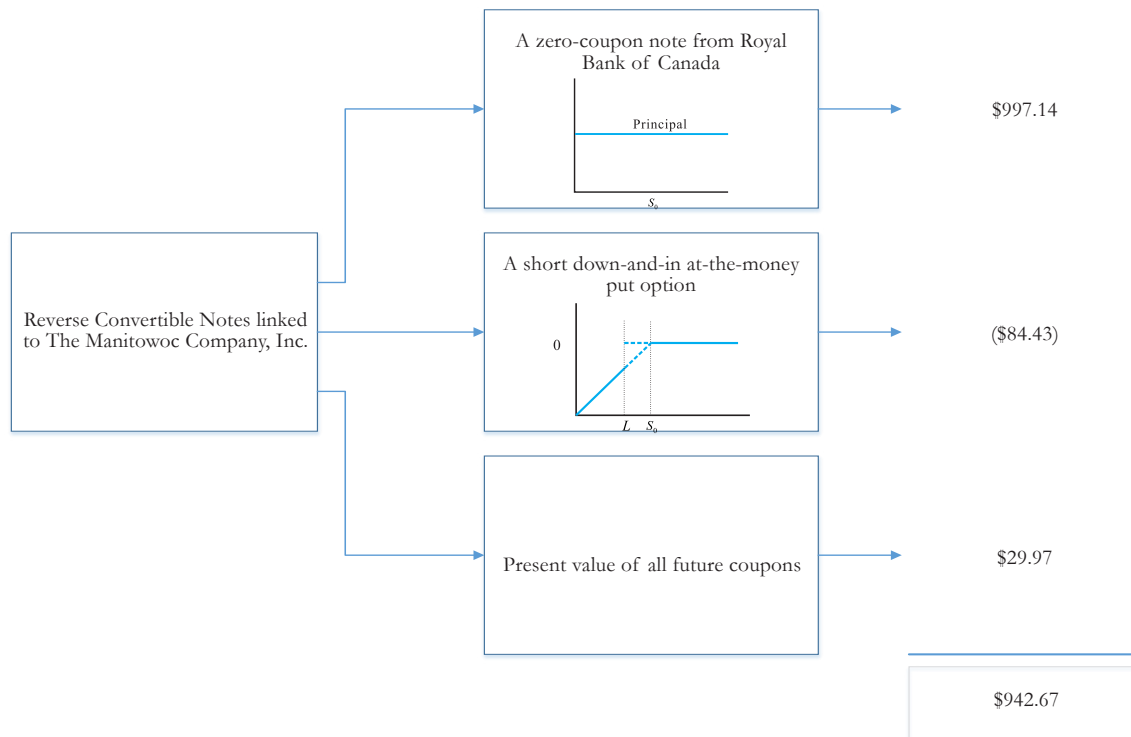 A zero-coupon note from Royal
Bank of Canada
Principal
S₀
$997.14
Reverse Convertible Notes linked
to The Manitowoc Company, Inc.
A short down-and-in at-the-money
put option
0
L S₀
($84.43)
Present value of all future coupons
$29.97
$942.67